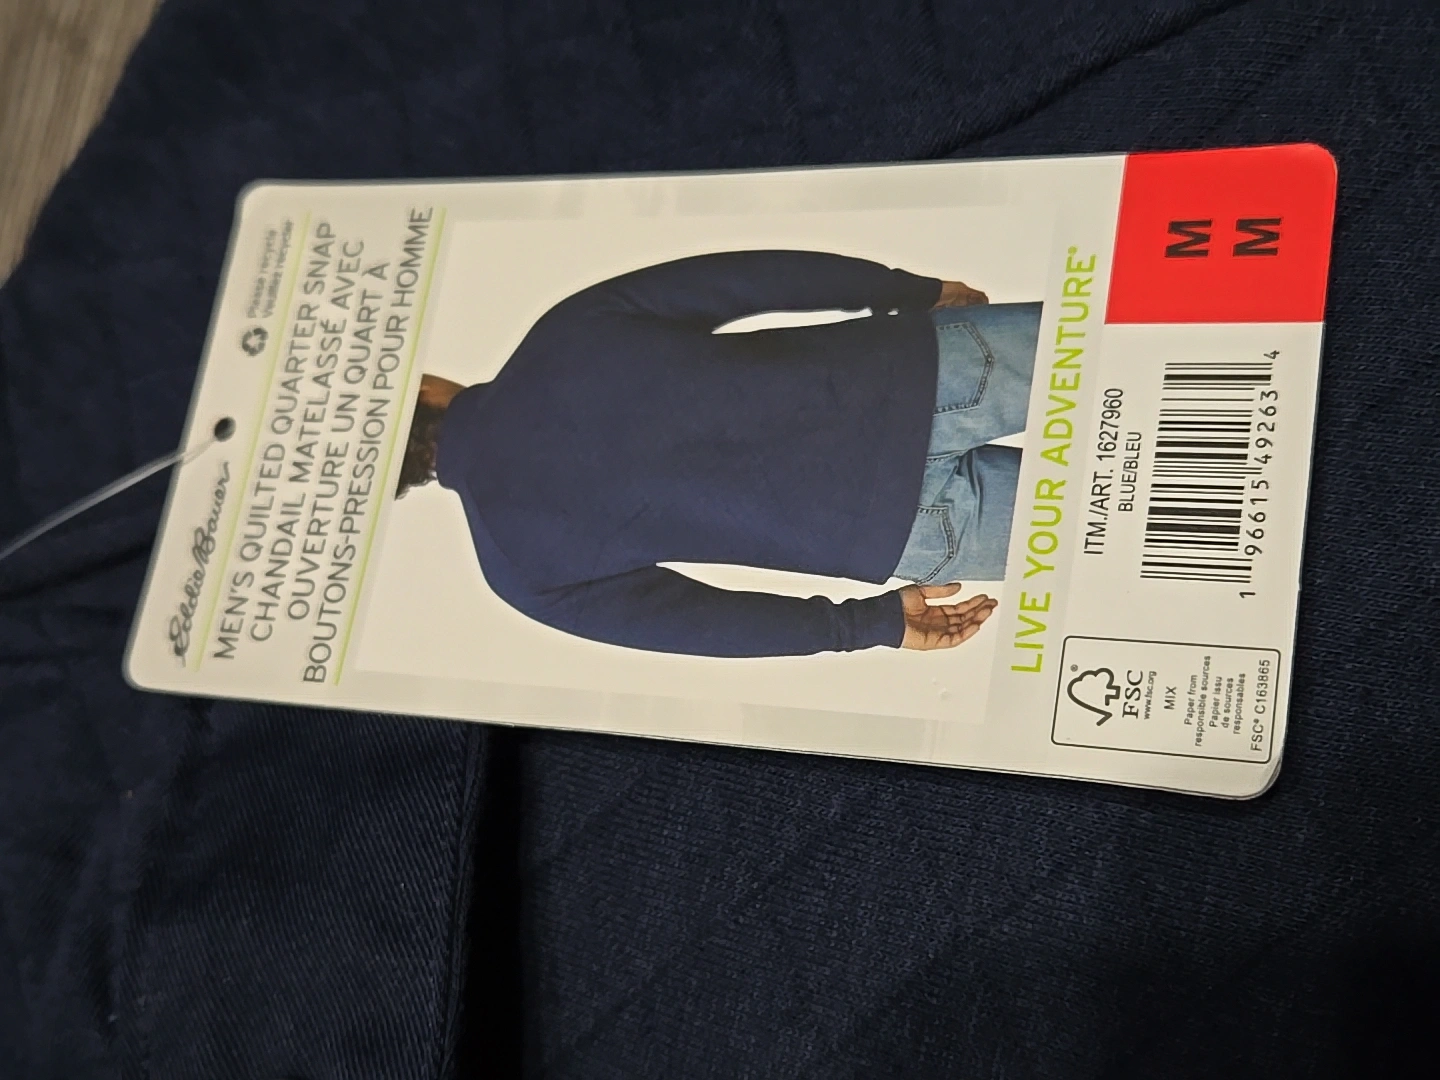 Please recycle
Veuillez recycler
Eddie Bauer
MEN'S QUILTED QUARTER SNAP
CHANDAIL MATELASSÉ AVEC
OUVERTURE UN QUART À
BOUTONS-PRESSION POUR HOMME
LIVE YOUR ADVENTURE®
ITM./ART. 1627960
BLUE/BLEU
M
M
1 96615 49263 4
® FSC
www.fsc.org
MIX
Paper from
responsible sources
Papier issu
de sources
responsables
FSC® C163865